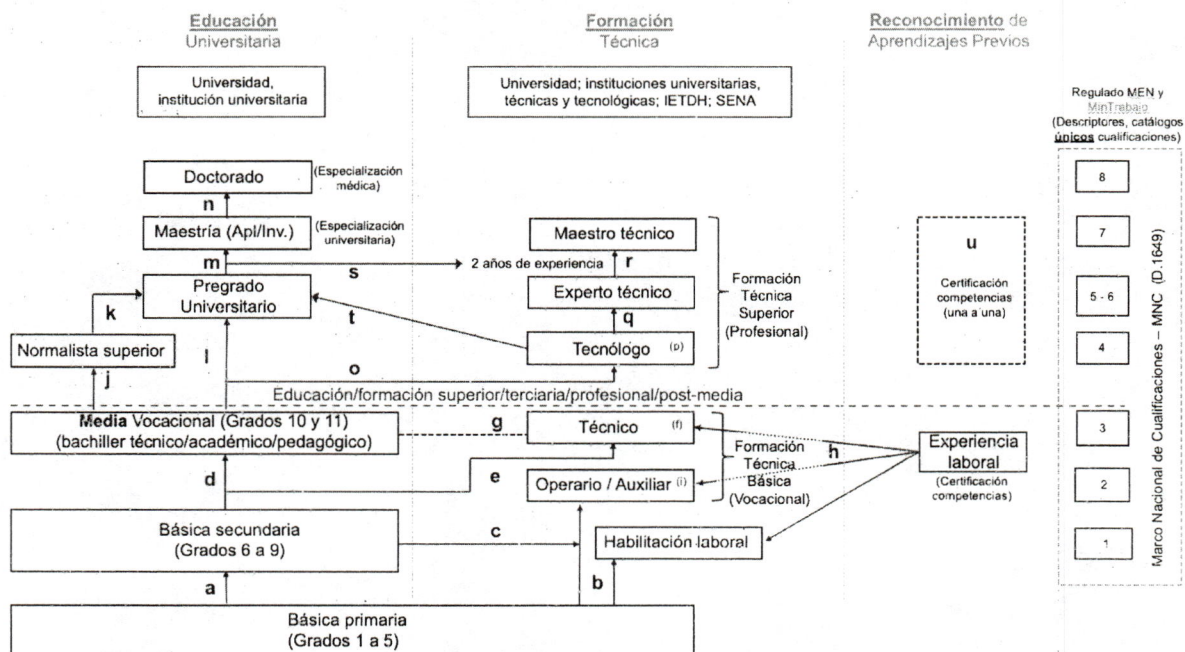 Educación
Universitaria
Formación
Técnica
Reconocimiento de
Aprendizajes Previos
Universidad,
institución universitaria
Universidad; instituciones universitarias,
técnicas y tecnológicas; IETDH; SENA
Regulado MEN y
MinTrabajo
(Descriptores, catálogos
únicos cualificaciones)
Doctorado
(Especialización
médica)
n
Maestría (Apl/Inv.)
(Especialización
universitaria)
m
s
2 años de experiencia
Pregrado
Universitario
k
t
Normalista superior
j
l
o
Maestro técnico
r
Experto técnico
q
Tecnólogo (p)
Formación
Técnica
Superior
(Profesional)
u
Certificación
competencias
(una a una)
8
7
5 - 6
4
3
2
1
Marco Nacional de Cualificaciones – MNC (D.1649)
Educación/formación superior/terciaria/profesional/post-media
Media Vocacional (Grados 10 y 11)
(bachiller técnico/académico/pedagógico)
g
Técnico (f)
Formación
Técnica
Básica
(Vocacional)
h
Experiencia
laboral
(Certificación
competencias)
d
e
Operario / Auxiliar (i)
Básica secundaria
(Grados 6 a 9)
c
Habilitación laboral
a
b
Básica primaria
(Grados 1 a 5)